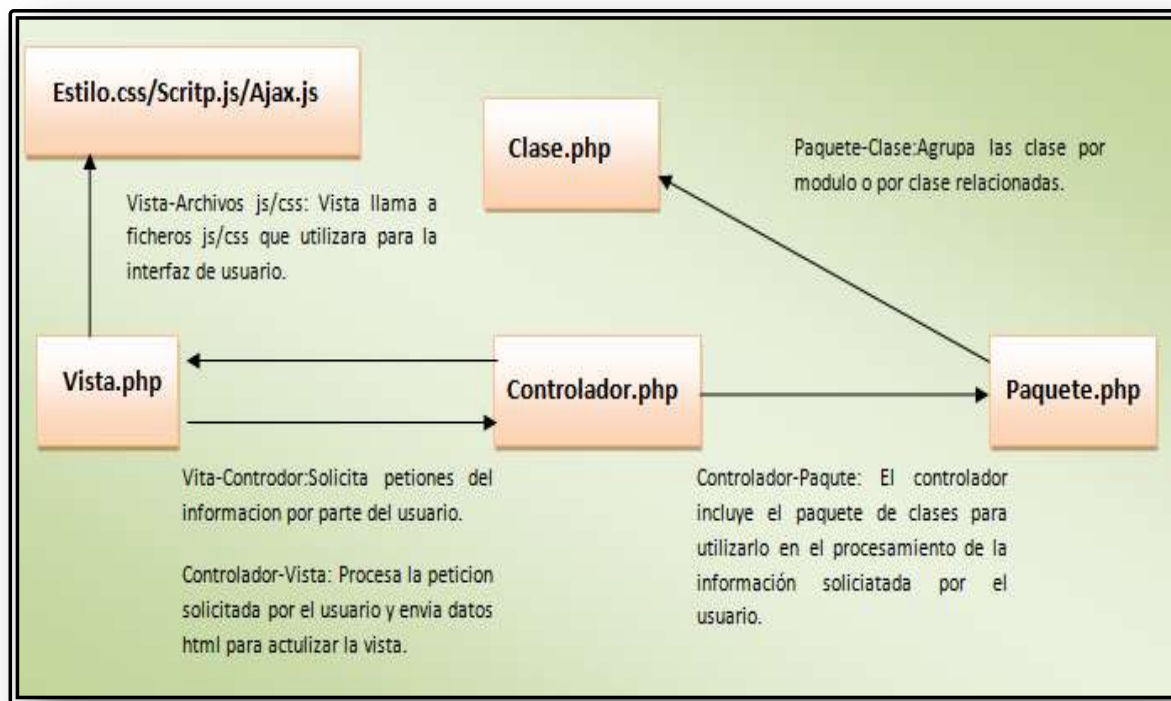 Estilo.css/Scritp.js/Ajax.js
Clase.php
Paquete-Clase:Agrupa las clase por
modulo o por clase relacionadas.
Vista-Archivos js/css: Vista llama a
ficheros js/css que utilizara para la
interfaz de usuario.
Vista.php
Controlador.php
Paquete.php
Vita-Controdor:Solicita petiones del
informacion por parte del usuario.
Controlador-Vista: Procesa la peticion
solicitada por el usuario y envia datos
html para actulizar la vista.
Controlador-Paqute: El controlador
incluye el paquete de clases para
utilizarlo en el procesamiento de la
información soliciatada por el
usuario.